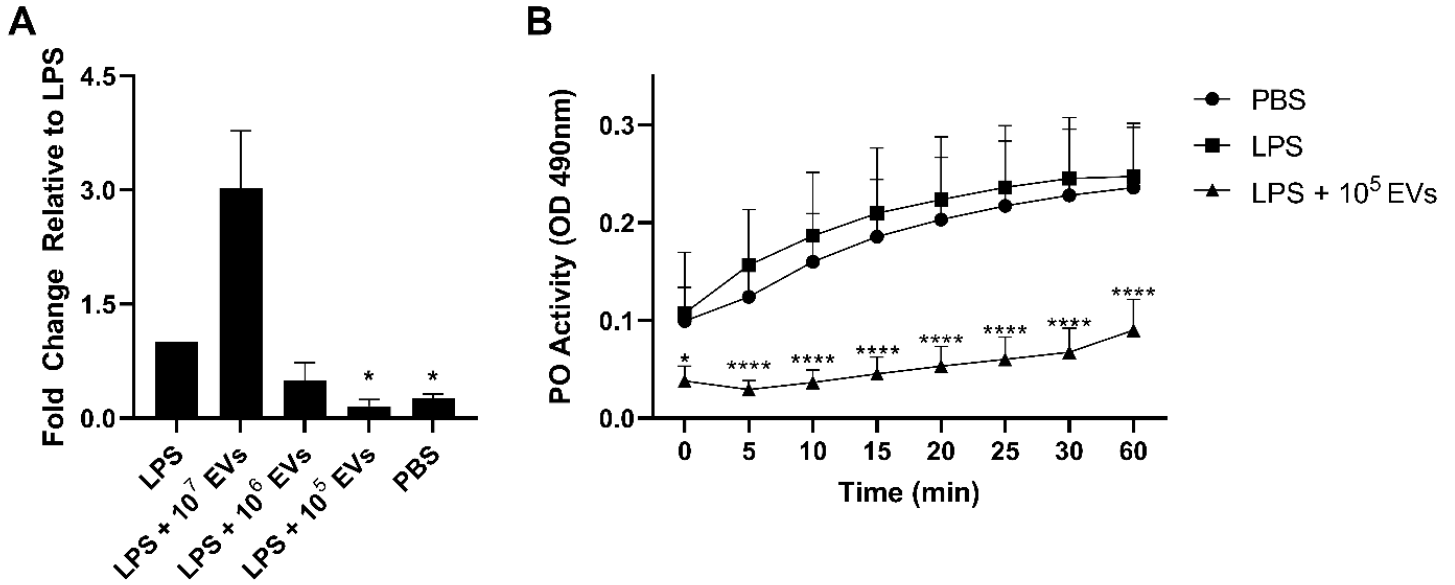 A
Fold Change Relative to LPS
4.5
3.0
1.5
0.0
*
*
LPS
LPS + 10⁷ EVs
LPS + 10⁶ EVs
LPS + 10⁵ EVs
PBS
B
PO Activity (OD 490nm)
0.3
0.2
0.1
0.0
*
****
****
****
****
****
****
****
0
5
10
15
20
25
30
60
Time (min)
PBS
LPS
LPS + 10⁵ EVs